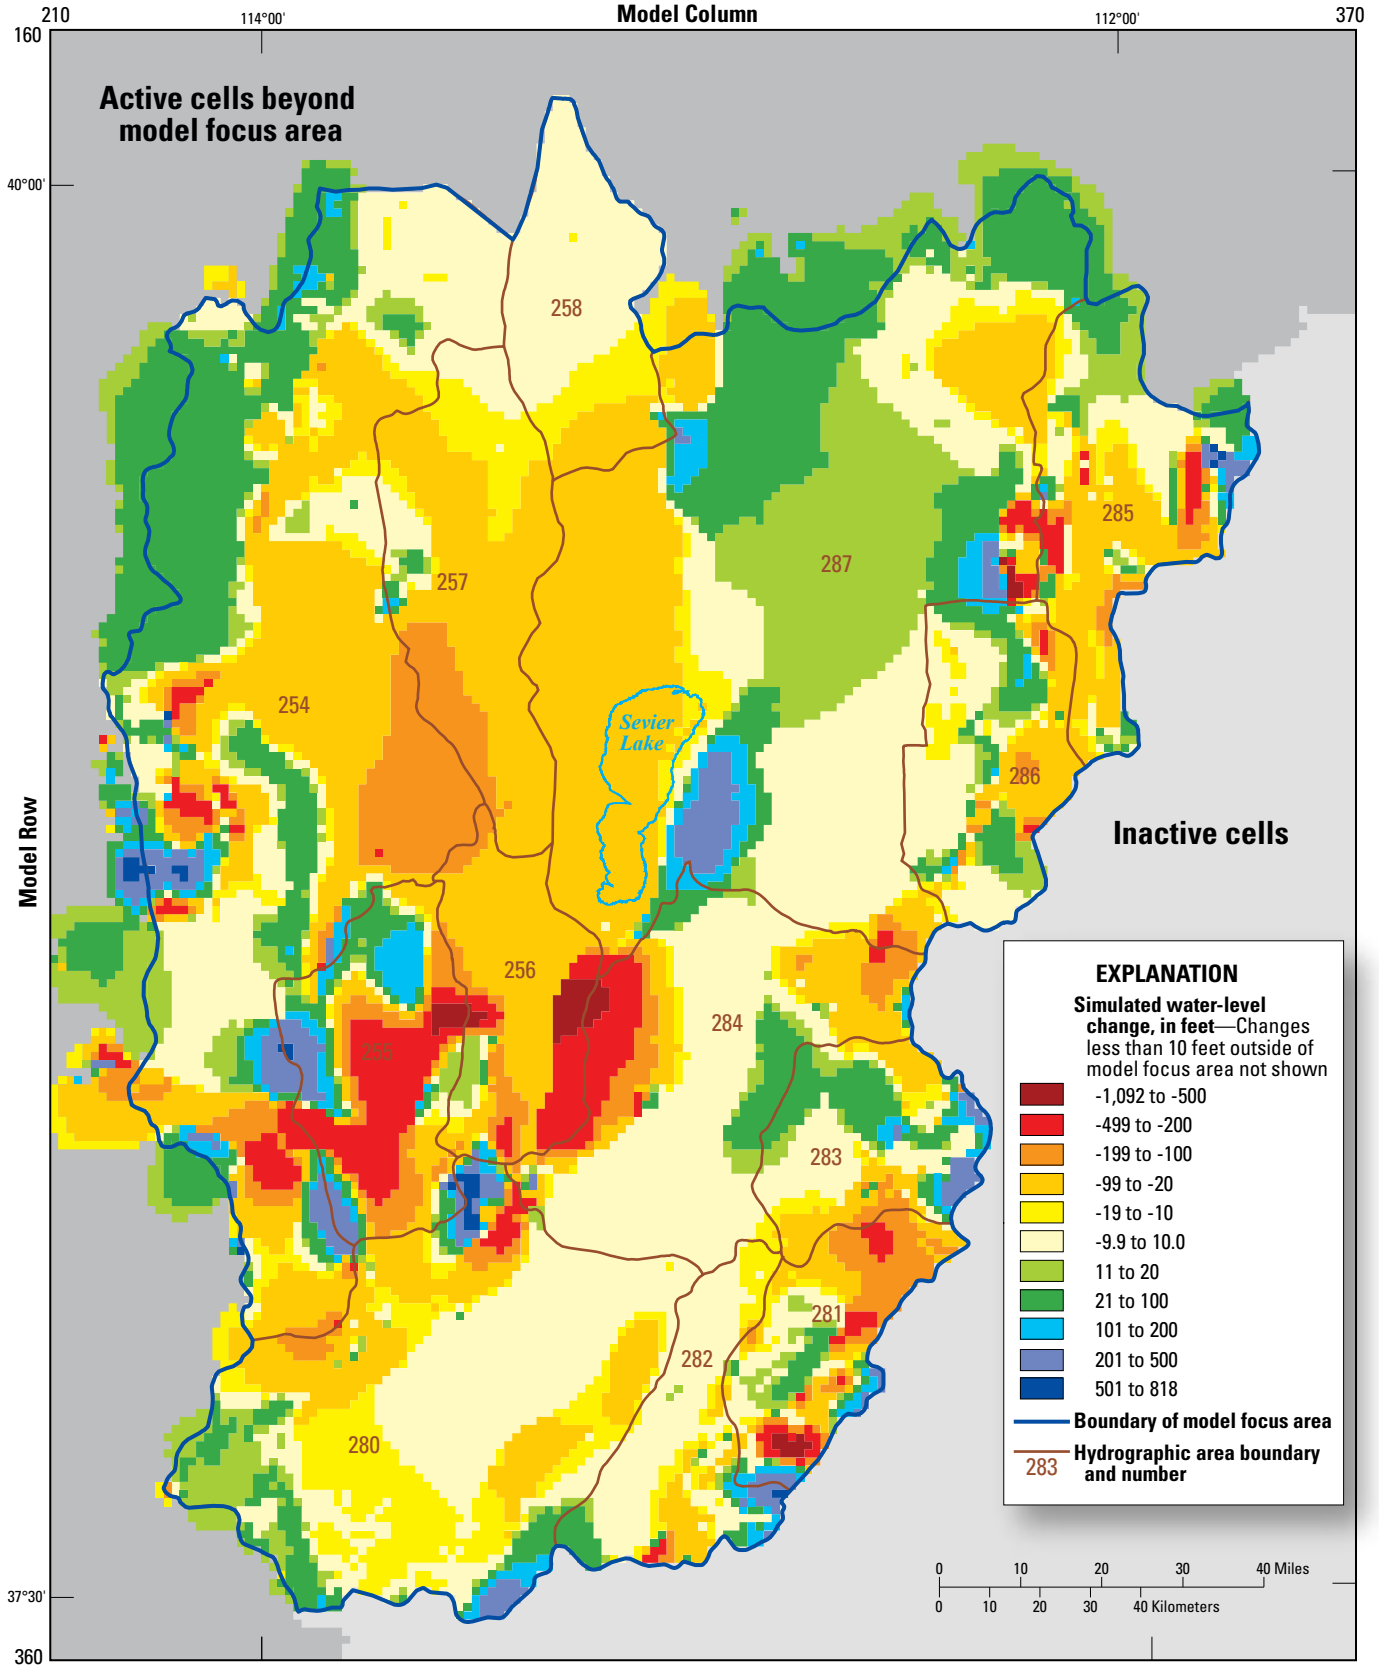 210
114°00'
Model Column
112°00'
370
160
Active cells beyond
model focus area
40°00'
258
285
287
257
254
Sevier
Lake
286
Model Row
Inactive cells
256
284
255
283
281
282
280
EXPLANATION
Simulated water-level
change, in feet—Changes
less than 10 feet outside of
model focus area not shown
-1,092 to -500
-499 to -200
-199 to -100
-99 to -20
-19 to -10
-9.9 to 10.0
11 to 20
21 to 100
101 to 200
201 to 500
501 to 818
Boundary of model focus area
Hydrographic area boundary
283 and number
0 10 20 30 40 Miles
0 10 20 30 40 Kilometers
37°30'
360